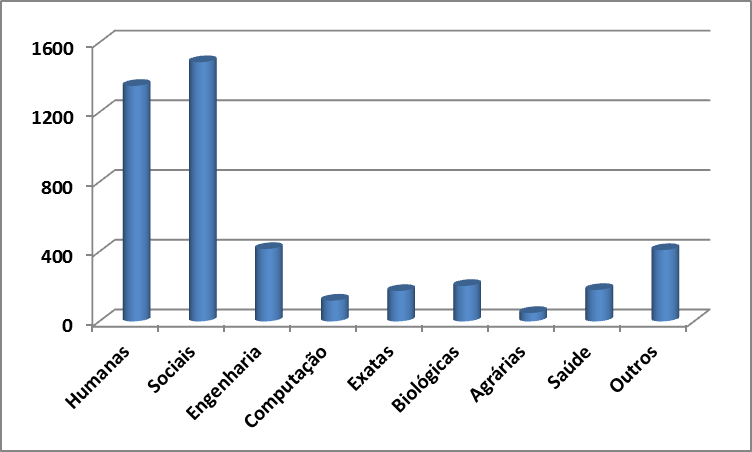 1600
1200
800
400
0
Humanas
Sociais
Engenharia
Computação
Exatas
Biológicas
Agrárias
Saúde
Outros